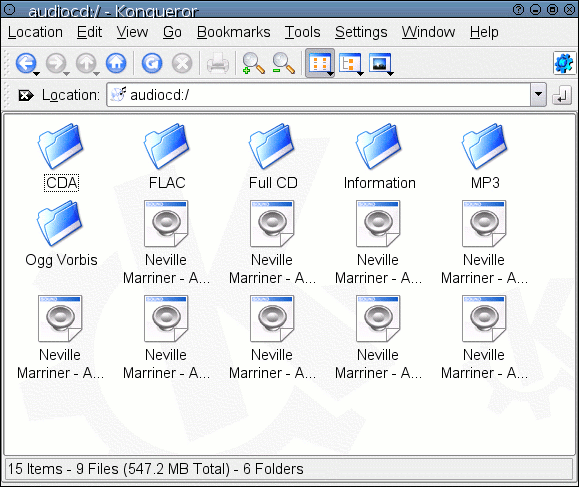 audiocd:/ - Konqueror
Location Edit View Go Bookmarks Tools Settings Window Help
Location: audiocd:/
CDA FLAC Full CD Information MP3
Ogg Vorbis Neville Neville Neville Neville
Marriner - A... Marriner - A... Marriner - A... Marriner - A...
Neville Neville Neville Neville Neville
Marriner - A... Marriner - A... Marriner - A... Marriner - A... Marriner - A...
15 Items - 9 Files (547.2 MB Total) - 6 Folders